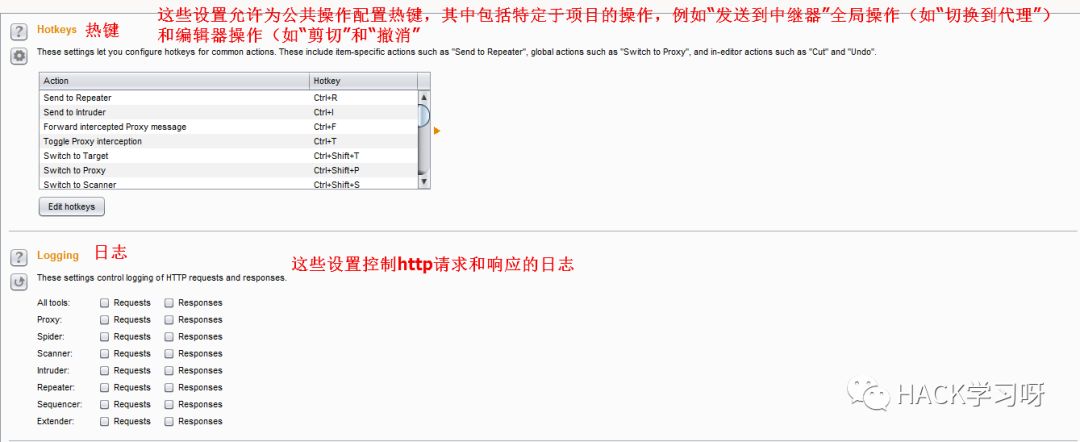 这些设置允许为公共操作配置热键，其中包括特定于项目的操作，例如“发送到中继器”全局操作（如“切换到代理”）
Hotkeys 热键
和编辑器操作（如“剪切”和“撤消”
These settings let you configure hotkeys for common actions. These include item-specific actions such as "Send to Repeater", global actions such as "Switch to Proxy", and in-editor actions such as "Cut" and "Undo".
Action Hotkey
Send to Repeater Ctrl+R
Send to Intruder Ctrl+I
Forward intercepted Proxy message Ctrl+F
Toggle Proxy interception Ctrl+T
Switch to Target Ctrl+Shift+T
Switch to Proxy Ctrl+Shift+P
Switch to Scanner Ctrl+Shift+S
Edit hotkeys
Logging 日志
这些设置控制http请求和响应的日志
These settings control logging of HTTP requests and responses.
All tools: Requests Responses
Proxy: Requests Responses
Spider: Requests Responses
Scanner: Requests Responses
Intruder: Requests Responses
Repeater: Requests Responses
Sequencer: Requests Responses
Extender: Requests Responses
HACK学习呀